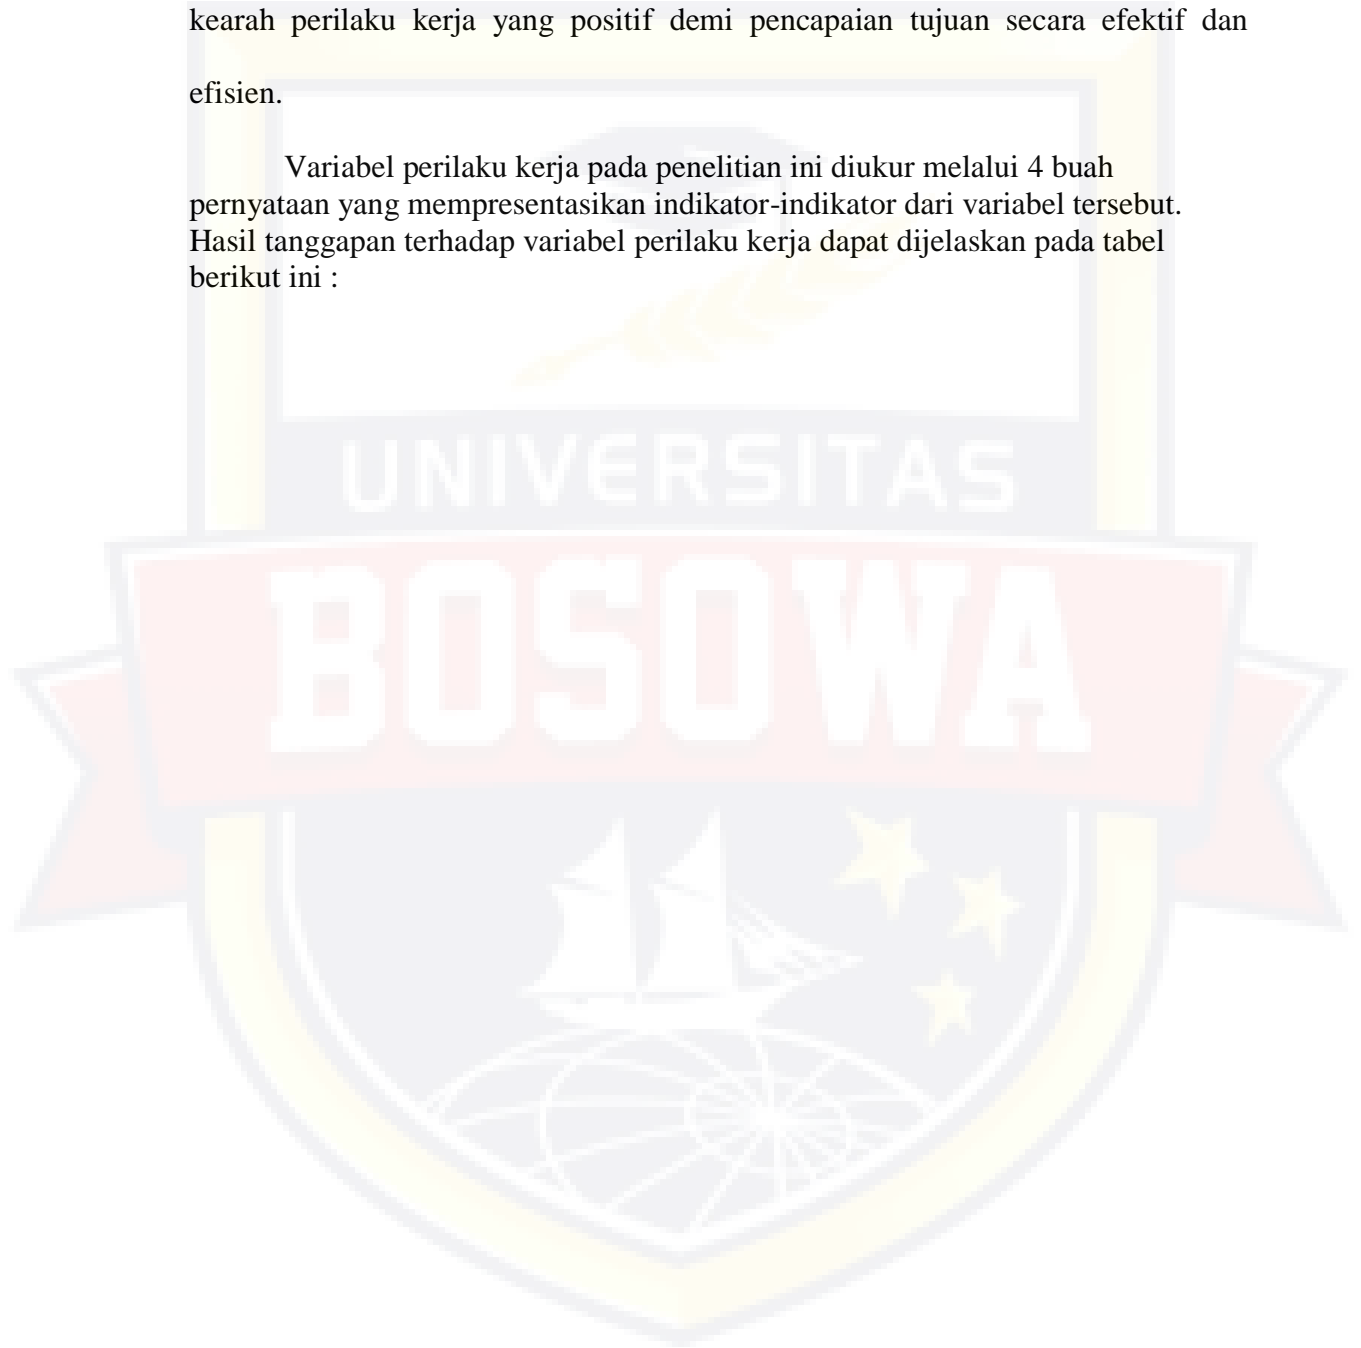 kearah perilaku kerja yang positif demi pencapaian tujuan secara efektif dan
efisien.
Variabel perilaku kerja pada penelitian ini diukur melalui 4 buah
pernyataan yang mempresentasikan indikator-indikator dari variabel tersebut.
Hasil tanggapan terhadap variabel perilaku kerja dapat dijelaskan pada tabel
berikut ini :
UNIVERSITAS
BOSOWA